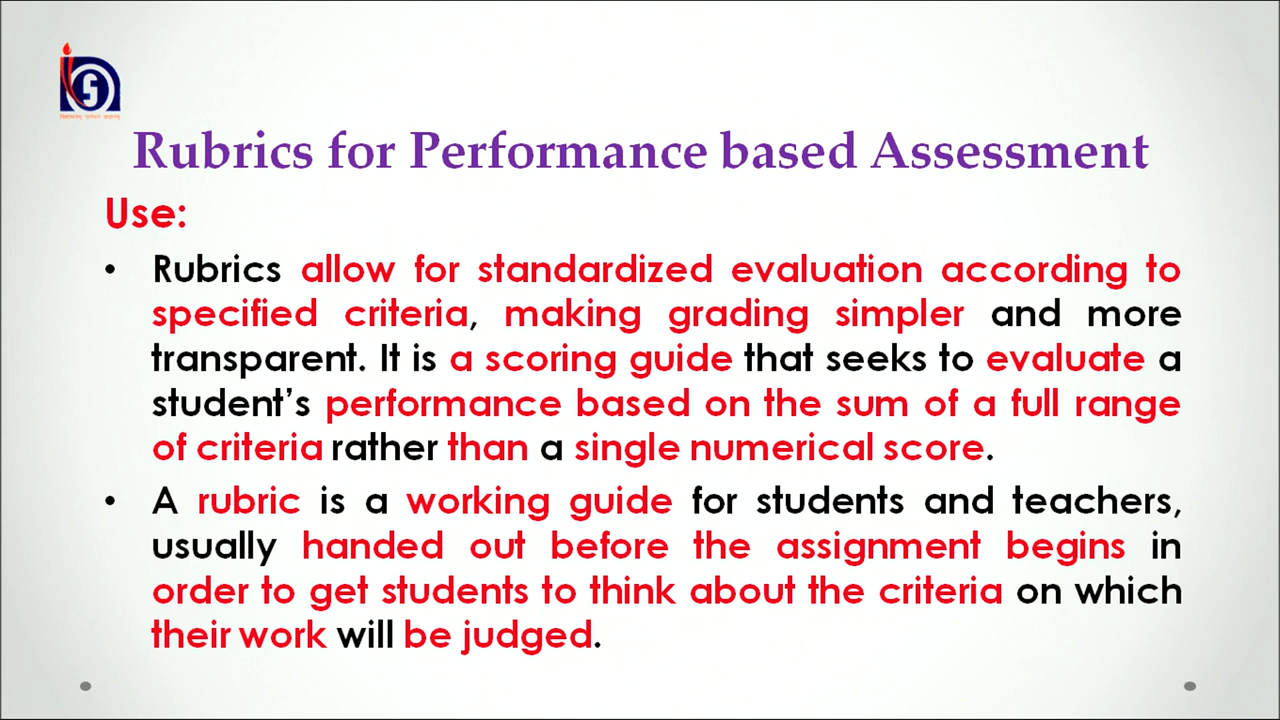 Rubrics for Performance based Assessment
Use:
• Rubrics allow for standardized evaluation according to
specified criteria, making grading simpler and more
transparent. It is a scoring guide that seeks to evaluate a
student’s performance based on the sum of a full range
of criteria rather than a single numerical score.
• A rubric is a working guide for students and teachers,
usually handed out before the assignment begins in
order to get students to think about the criteria on which
their work will be judged.